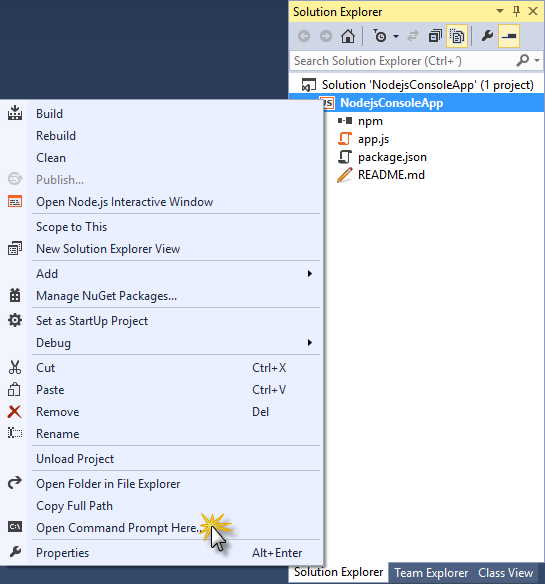 Solution Explorer
Search Solution Explorer (Ctrl+´)
Solution 'NodejsConsoleApp' (1 project)
JS NodejsConsoleApp
npm
app.js
package.json
README.md
Build
Rebuild
Clean
Publish...
Open Node.js Interactive Window
Scope to This
New Solution Explorer View
Add
Manage NuGet Packages...
Set as StartUp Project
Debug
Cut Ctrl+X
Paste Ctrl+V
Remove Del
Rename
Unload Project
Open Folder in File Explorer
Copy Full Path
C:\ Open Command Prompt Here...
Properties Alt+Enter
Solution Explorer Team Explorer Class View